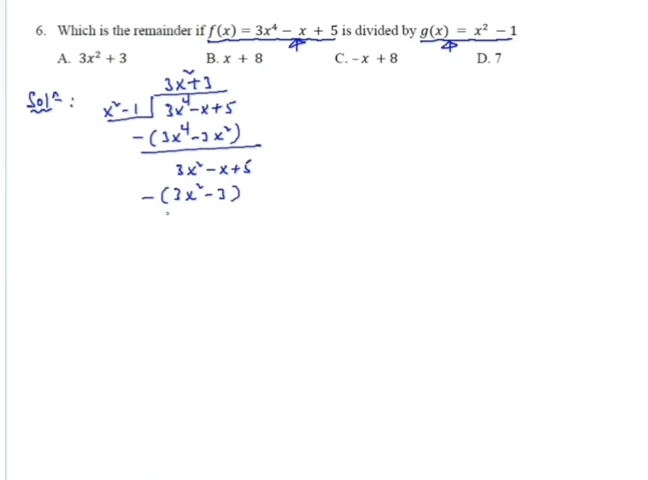 6. Which is the remainder if f(x) = 3x⁴ − x + 5 is divided by g(x) = x² − 1
A. 3x² + 3 B. x + 8 C. −x + 8 D. 7
3x²+3
Solⁿ : x²−1 3x⁴−x+5
−(3x⁴−3x²)
3x²−x+5
−(3x²−3)